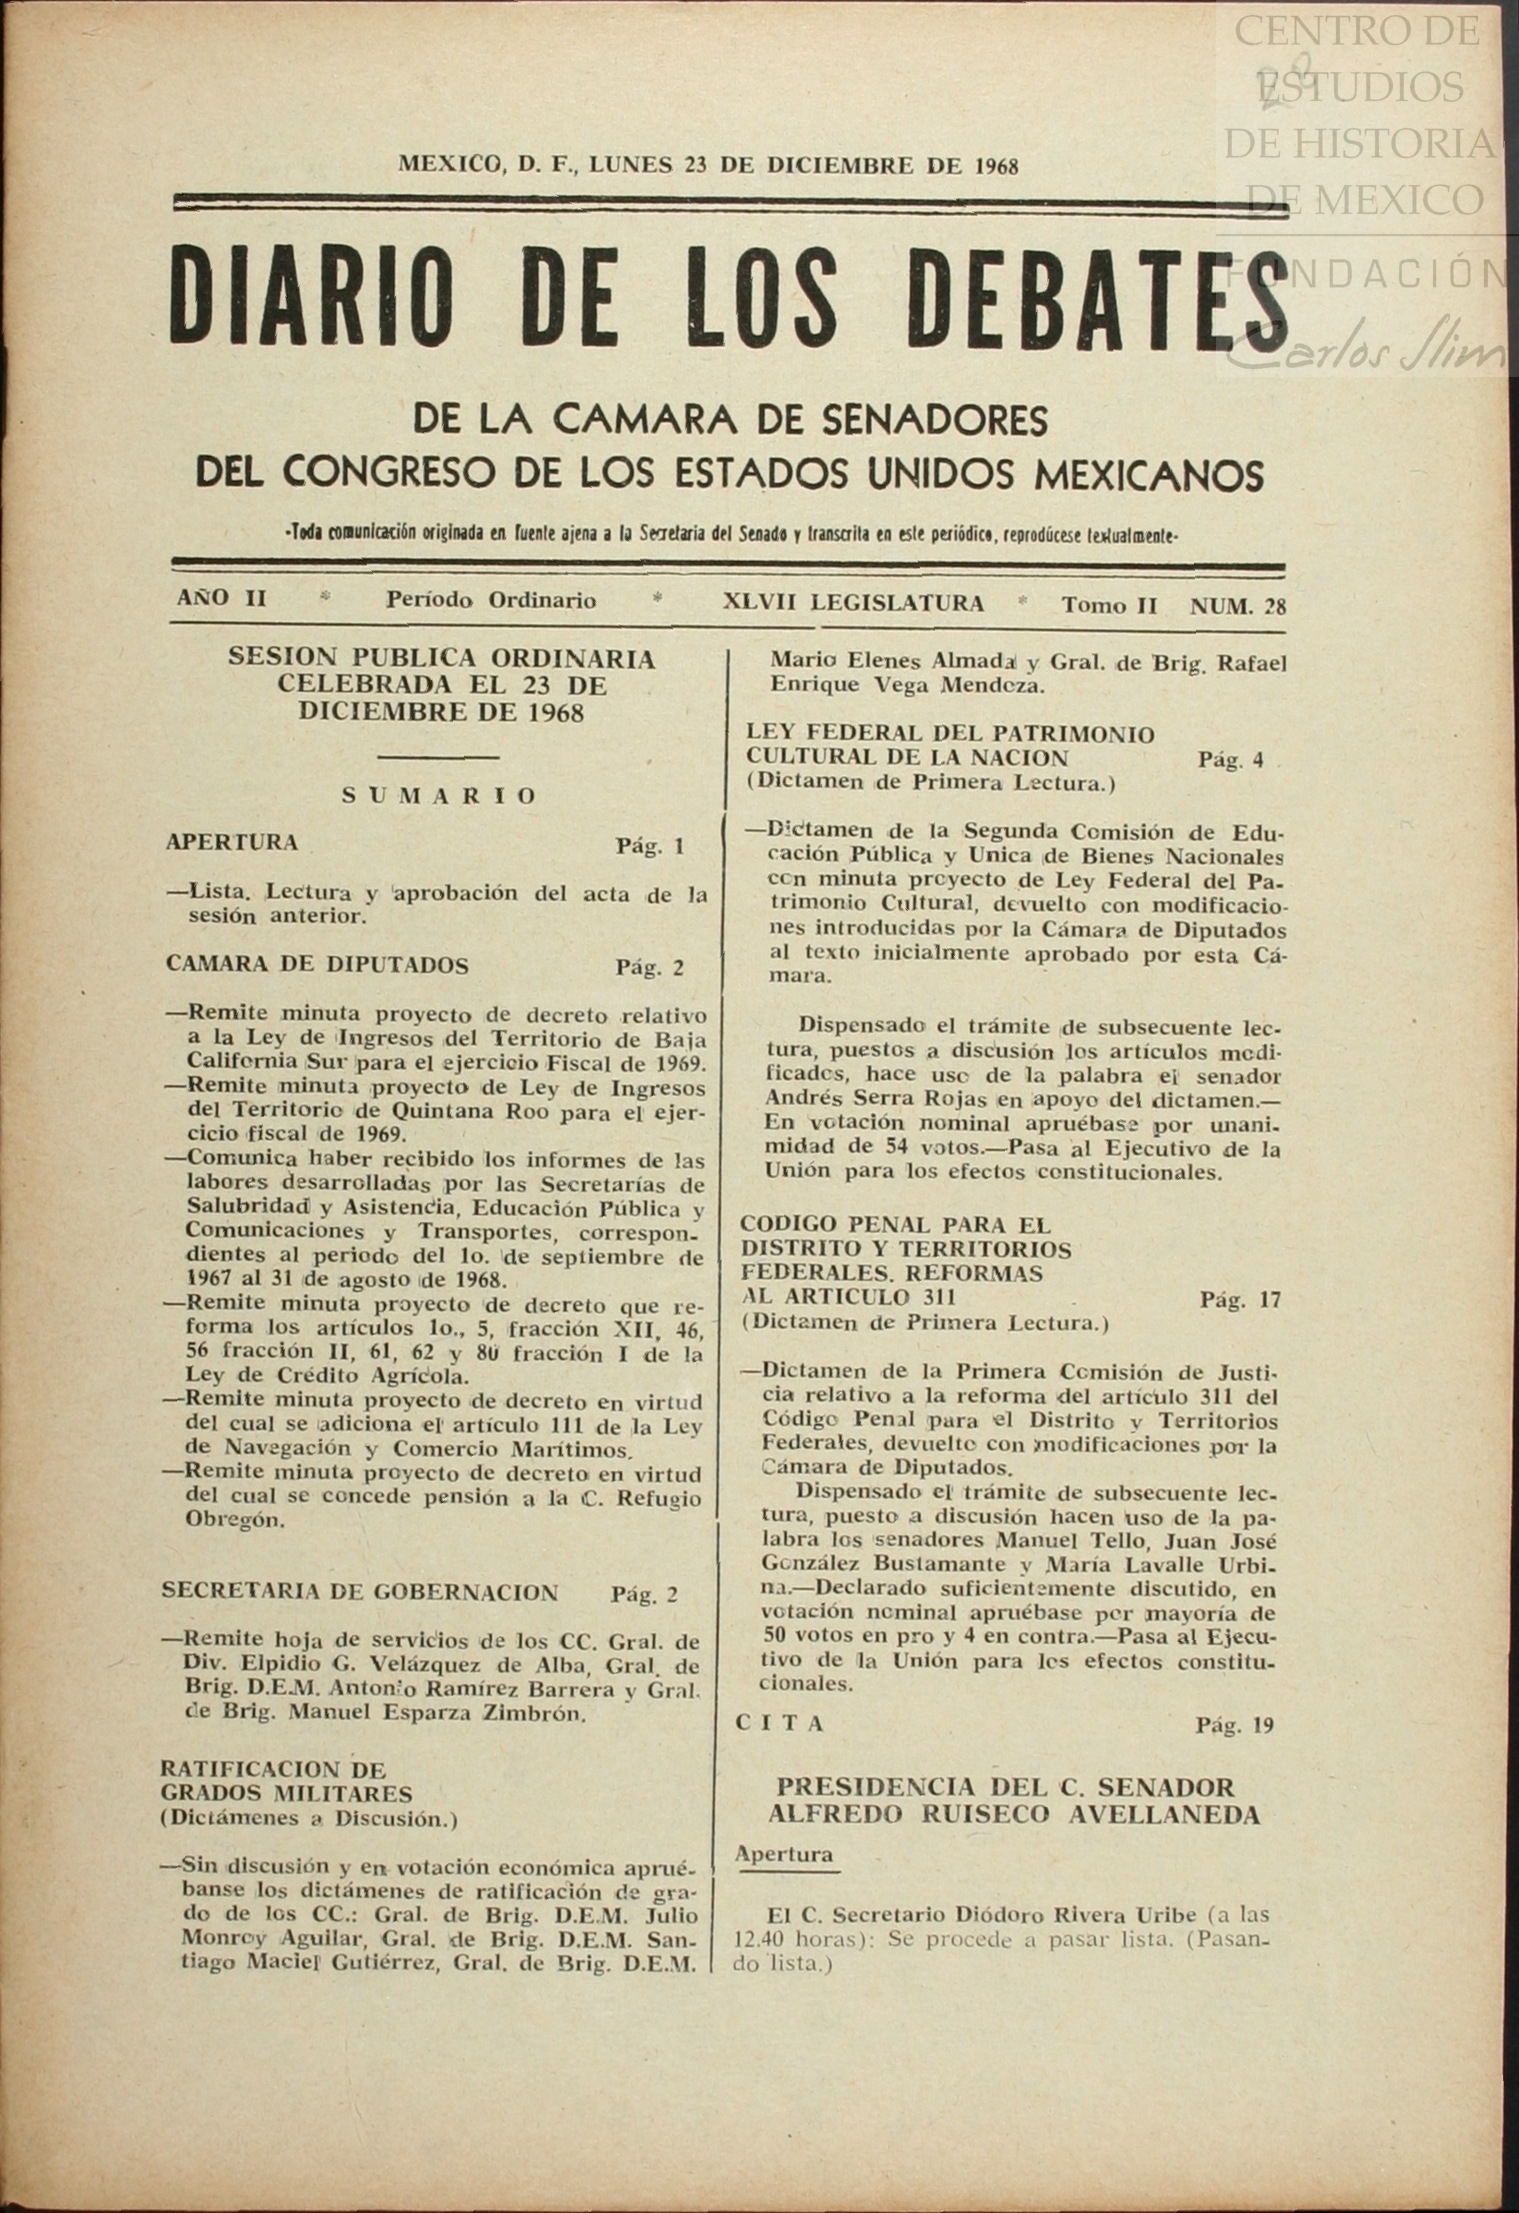 CENTRO DE
ESTUDIOS
DE HISTORIA
DE MEXICO
FUNDACIÓN
Carlos Slim
28
MEXICO, D. F., LUNES 23 DE DICIEMBRE DE 1968
DIARIO DE LOS DEBATES
DE LA CAMARA DE SENADORES
DEL CONGRESO DE LOS ESTADOS UNIDOS MEXICANOS
-Toda comunicación originada en fuente ajena a la Secretaria del Senado y transcrita en este periódico, reprodúcese textualmente-
AÑO II * Período Ordinario * XLVII LEGISLATURA * Tomo II NUM. 28
SESION PUBLICA ORDINARIA
CELEBRADA EL 23 DE
DICIEMBRE DE 1968
SUMARIO
APERTURA Pág. 1
—Lista. Lectura y aprobación del acta de la
sesión anterior.
CAMARA DE DIPUTADOS Pág. 2
—Remite minuta proyecto de decreto relativo
a la Ley de Ingresos del Territorio de Baja
California Sur para el ejercicio Fiscal de 1969.
—Remite minuta proyecto de Ley de Ingresos
del Territorio de Quintana Roo para el ejer-
cicio fiscal de 1969.
—Comunica haber recibido los informes de las
labores desarrolladas por las Secretarías de
Salubridad y Asistencia, Educación Pública y
Comunicaciones y Transportes, correspon-
dientes al periodo del 1o. de septiembre de
1967 al 31 de agosto de 1968.
—Remite minuta proyecto de decreto que re-
forma los artículos 1o., 5, fracción XII, 46,
56 fracción II, 61, 62 y 80 fracción I de la
Ley de Crédito Agrícola.
—Remite minuta proyecto de decreto en virtud
del cual se adiciona el artículo 111 de la Ley
de Navegación y Comercio Marítimos.
—Remite minuta proyecto de decreto en virtud
del cual se concede pensión a la C. Refugio
Obregón.
SECRETARIA DE GOBERNACION Pág. 2
—Remite hoja de servicios de los CC. Gral. de
Div. Elpidio G. Velázquez de Alba, Gral. de
Brig. D.E.M. Antonio Ramírez Barrera y Gral.
de Brig. Manuel Esparza Zimbrón.
RATIFICACION DE
GRADOS MILITARES
(Dictámenes a Discusión.)
—Sin discusión y en votación económica aprué-
banse los dictámenes de ratificación de gra-
do de los CC.: Gral. de Brig. D.E.M. Julio
Monroy Aguilar, Gral. de Brig. D.E.M. San-
tiago Maciel Gutiérrez, Gral. de Brig. D.E.M.
Mario Elenes Almada y Gral. de Brig. Rafael
Enrique Vega Mendoza.
LEY FEDERAL DEL PATRIMONIO
CULTURAL DE LA NACION Pág. 4
(Dictamen de Primera Lectura.)
—Dictamen de la Segunda Comisión de Edu-
cación Pública y Unica de Bienes Nacionales
con minuta proyecto de Ley Federal del Pa-
trimonio Cultural, devuelto con modificacio-
nes introducidas por la Cámara de Diputados
al texto inicialmente aprobado por esta Cá-
mara.
Dispensado el trámite de subsecuente lec-
tura, puestos a discusión los artículos modi-
ficados, hace uso de la palabra el senador
Andrés Serra Rojas en apoyo del dictamen.—
En votación nominal apruébase por unani-
midad de 54 votos.—Pasa al Ejecutivo de la
Unión para los efectos constitucionales.
CODIGO PENAL PARA EL
DISTRITO Y TERRITORIOS
FEDERALES. REFORMAS
AL ARTICULO 311 Pág. 17
(Dictamen de Primera Lectura.)
—Dictamen de la Primera Comisión de Justi-
cia relativo a la reforma del artículo 311 del
Código Penal para el Distrito y Territorios
Federales, devuelto con modificaciones por la
Cámara de Diputados.
Dispensado el trámite de subsecuente lec-
tura, puesto a discusión hacen uso de la pa-
labra los senadores Manuel Tello, Juan José
González Bustamante y María Lavalle Urbi-
na.—Declarado suficientemente discutido, en
votación nominal apruébase por mayoría de
50 votos en pro y 4 en contra.—Pasa al Ejecu-
tivo de la Unión para los efectos constitu-
cionales.
CITA Pág. 19
PRESIDENCIA DEL C. SENADOR
ALFREDO RUISECO AVELLANEDA
Apertura
El C. Secretario Diódoro Rivera Uribe (a las
12.40 horas): Se procede a pasar lista. (Pasan-
do lista.)